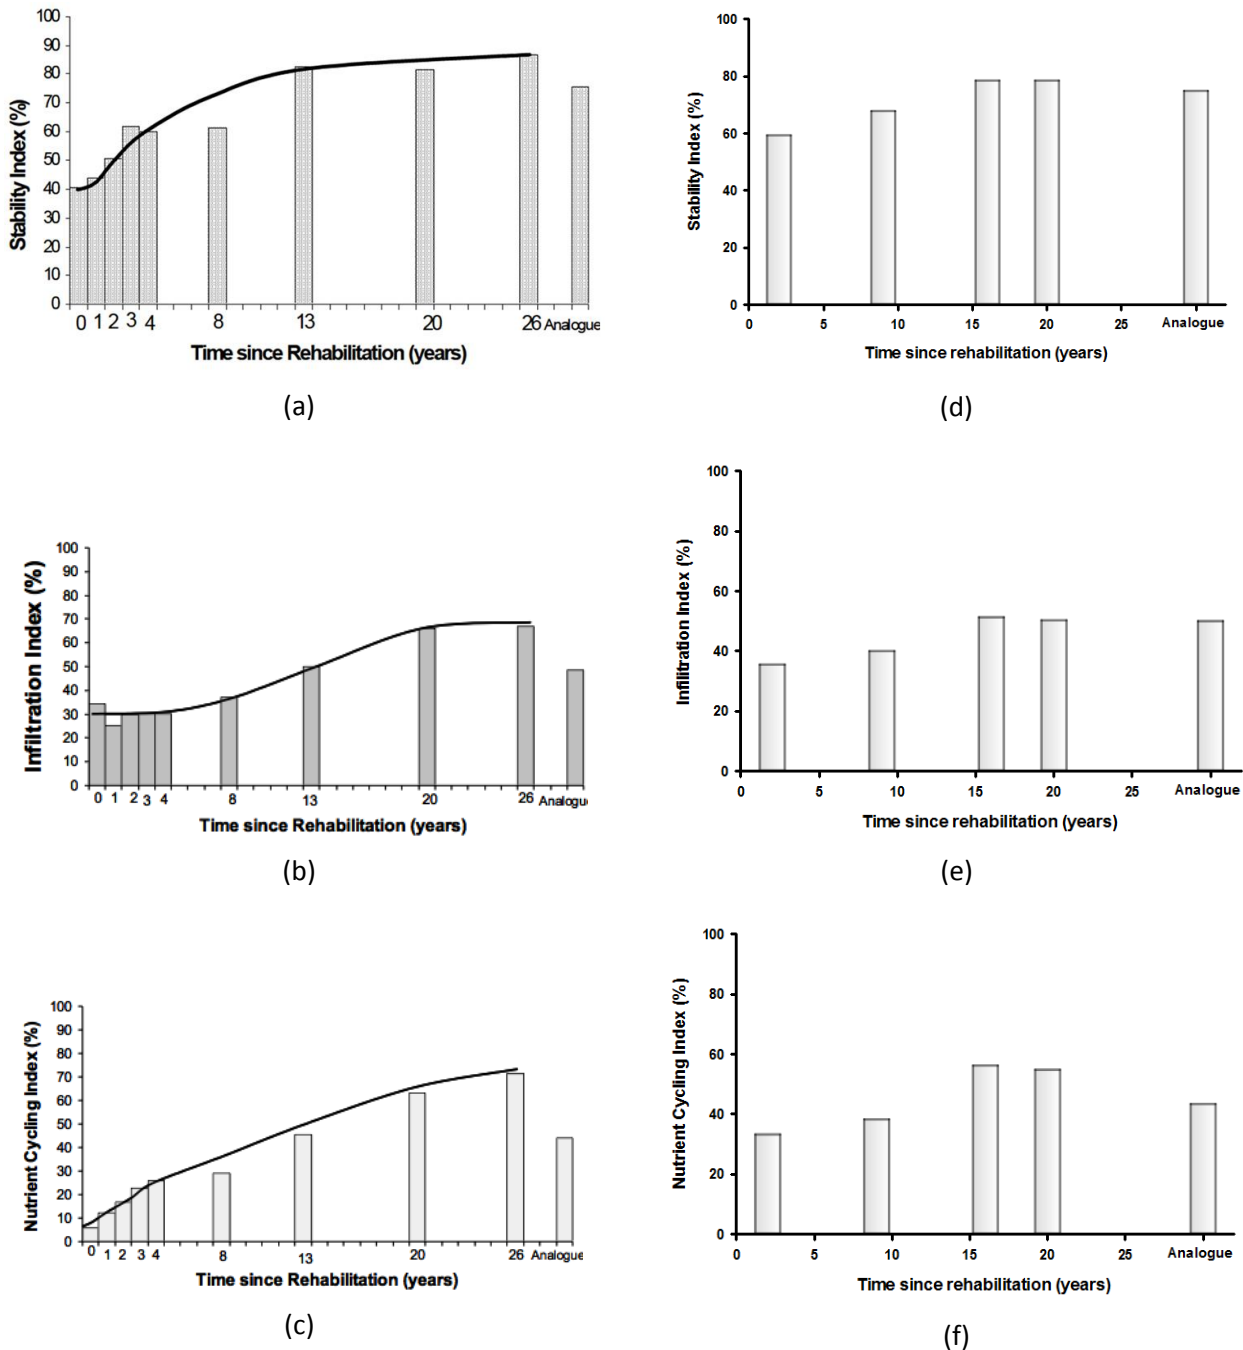 100
90
80
70
60
50
40
30
20
10
0
Stability Index (%)
0 1 2 3 4 8 13 20 26 Analogue
Time since Rehabilitation (years)
(a)
100
80
60
40
20
0
Stability Index (%)
0 5 10 15 20 25 Analogue
Time since rehabilitation (years)
(d)
100
90
80
70
60
50
40
30
20
10
0
Infiltration Index (%)
0 1 2 3 4 8 13 20 26 Analogue
Time since Rehabilitation (years)
(b)
100
80
60
40
20
0
Infilitration Index (%)
0 5 10 15 20 25 Analogue
Time since rehabilitation (years)
(e)
100
90
80
70
60
50
40
30
20
10
0
Nutrient Cycling Index (%)
0 1 2 3 4 8 13 20 26 Analogue
Time since Rehabilitation (years)
(c)
100
80
60
40
20
0
Nutrient Cycling Index (%)
0 5 10 15 20 25 Analogue
Time since rehabilitation (years)
(f)